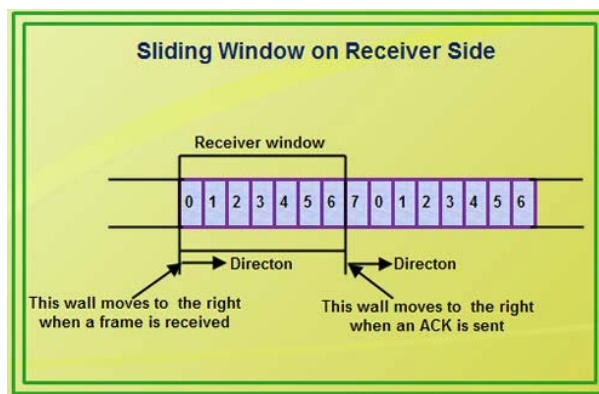 Sliding Window on Receiver Side
Receiver window
0 1 2 3 4 5 6 7 0 1 2 3 4 5 6
Directon
Directon
This wall moves to the right
when a frame is received
This wall moves to the right
when an ACK is sent